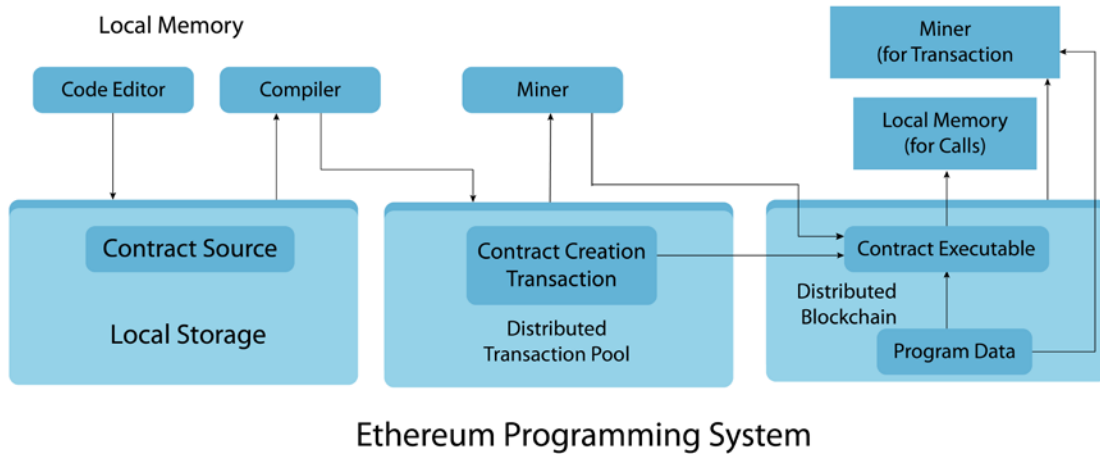 Local Memory
Code Editor
Compiler
Miner
Miner
(for Transaction
Local Memory
(for Calls)
Contract Source
Local Storage
Contract Creation
Transaction
Distributed
Transaction Pool
Contract Executable
Distributed
Blockchain
Program Data
Ethereum Programming System